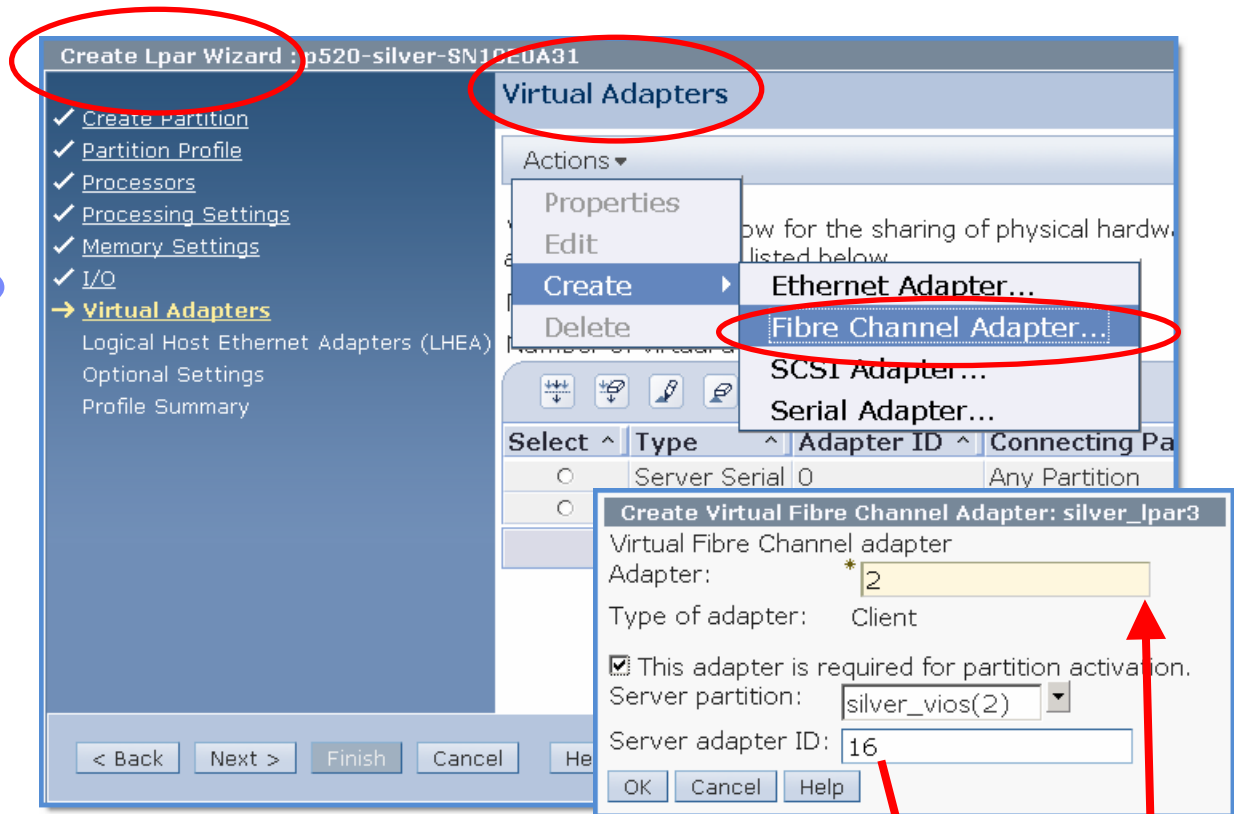 Create Lpar Wizard : p520-silver-SN10E0A31
✓ Create Partition
✓ Partition Profile
✓ Processors
✓ Processing Settings
✓ Memory Settings
✓ I/O
→ Virtual Adapters
Logical Host Ethernet Adapters (LHEA)
Optional Settings
Profile Summary
Virtual Adapters
Actions
Properties
Edit
Create
Delete
ow for the sharing of physical hardw
listed below
Ethernet Adapter...
Fibre Channel Adapter...
SCSI Adapter...
Serial Adapter...
Number of virtual
Select ^ Type ^ Adapter ID ^ Connecting Pa
Server Serial 0 Any Partition
Create Virtual Fibre Channel Adapter: silver_lpar3
Virtual Fibre Channel adapter
Adapter: * 2
Type of adapter: Client
This adapter is required for partition activation.
Server partition: silver_vios(2)
Server adapter ID: 16
OK Cancel Help
< Back Next > Finish Cancel He